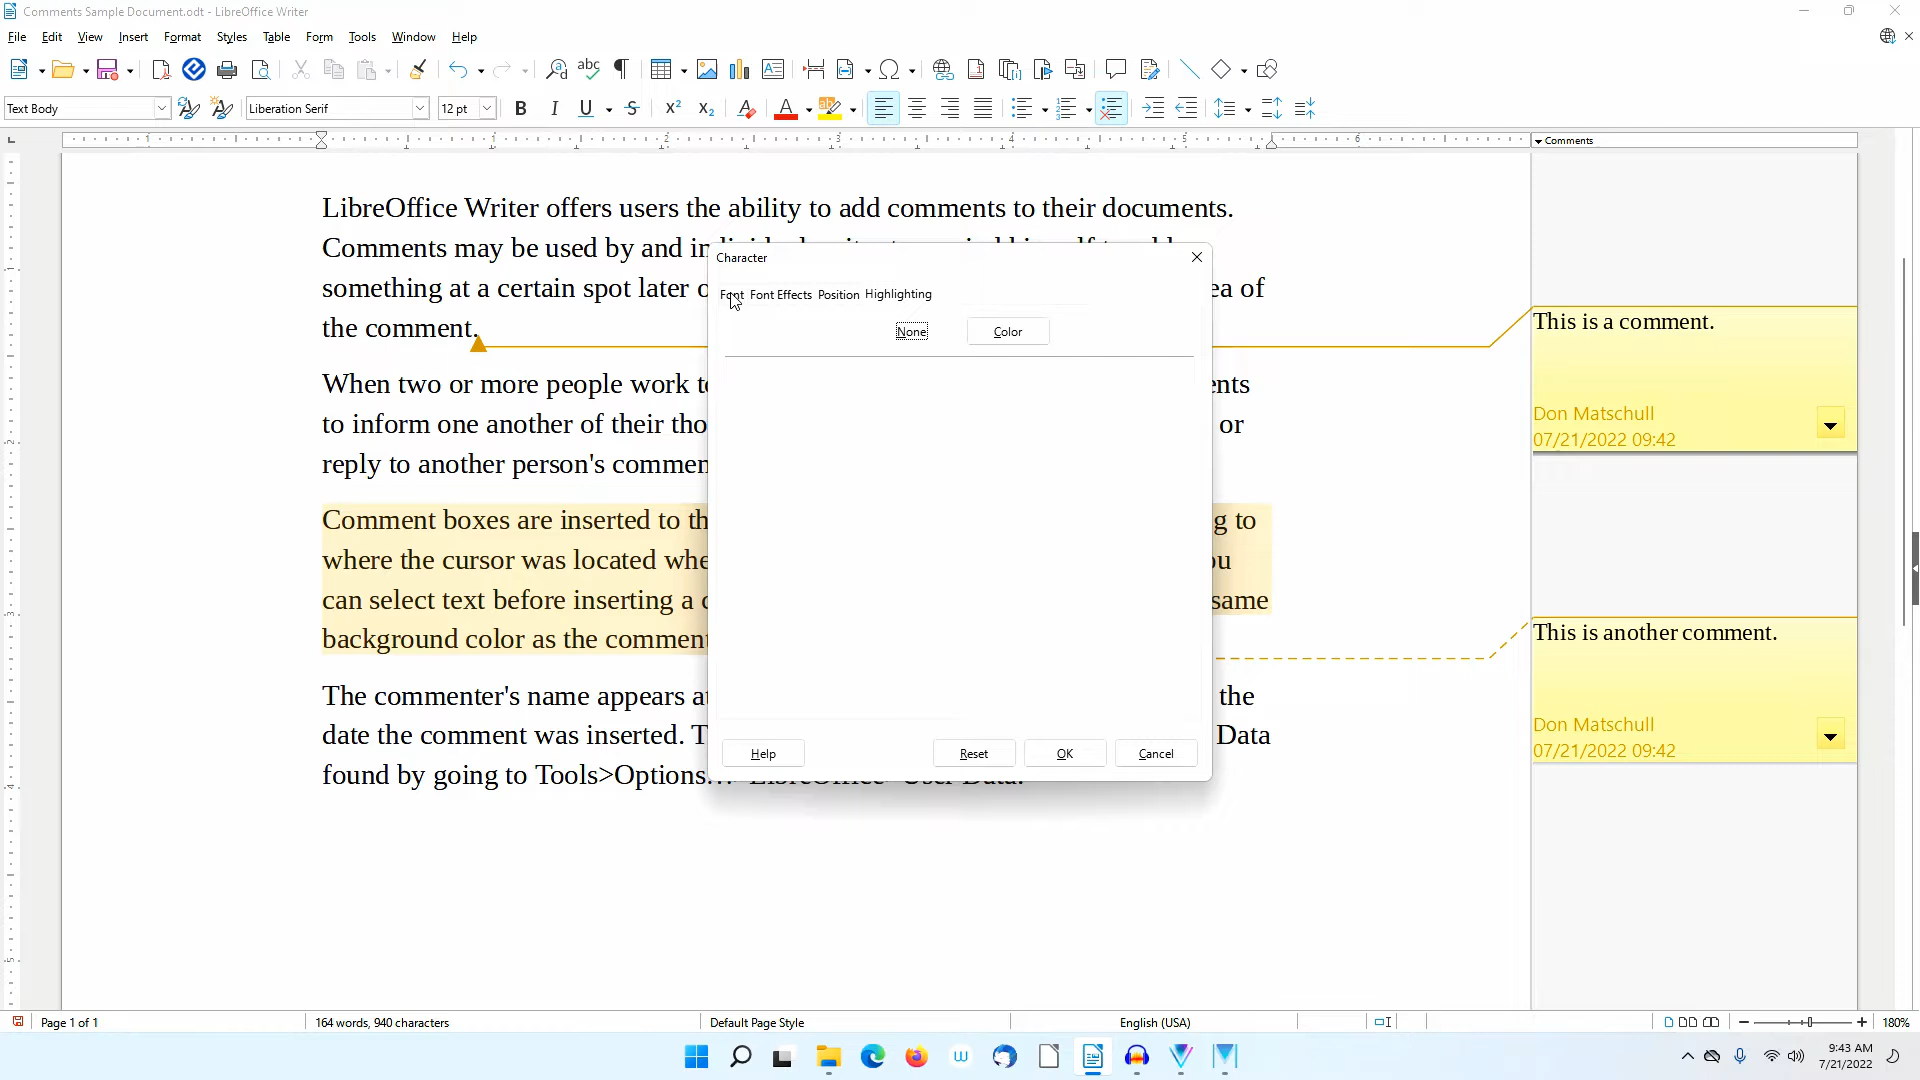 Comments Sample Document.odt - LibreOffice Writer
File Edit View Insert Format Styles Table Form Tools Window Help
Text Body Liberation Serif 12 pt
Comments
LibreOffice Writer offers users the ability to add comments to their documents.
Comments may be used by and
something at a certain spot later ea of
the comment.
When two or more people work ents
to inform one another of their or
reply to another person's
Comment boxes are inserted to g to
where the cursor was located ou
can select text before inserting a same
background color as the
The commenter's name appears the
date the comment was inserted. Data
found by going to Tools>Options...
Character
Font Font Effects Position Highlighting
None Color
Help Reset OK Cancel
This is a comment.
Don Matschull
07/21/2022 09:42
This is another comment.
Don Matschull
07/21/2022 09:42
Page 1 of 1 164 words, 940 characters Default Page Style English (USA) 180%
9:43 AM
7/21/2022